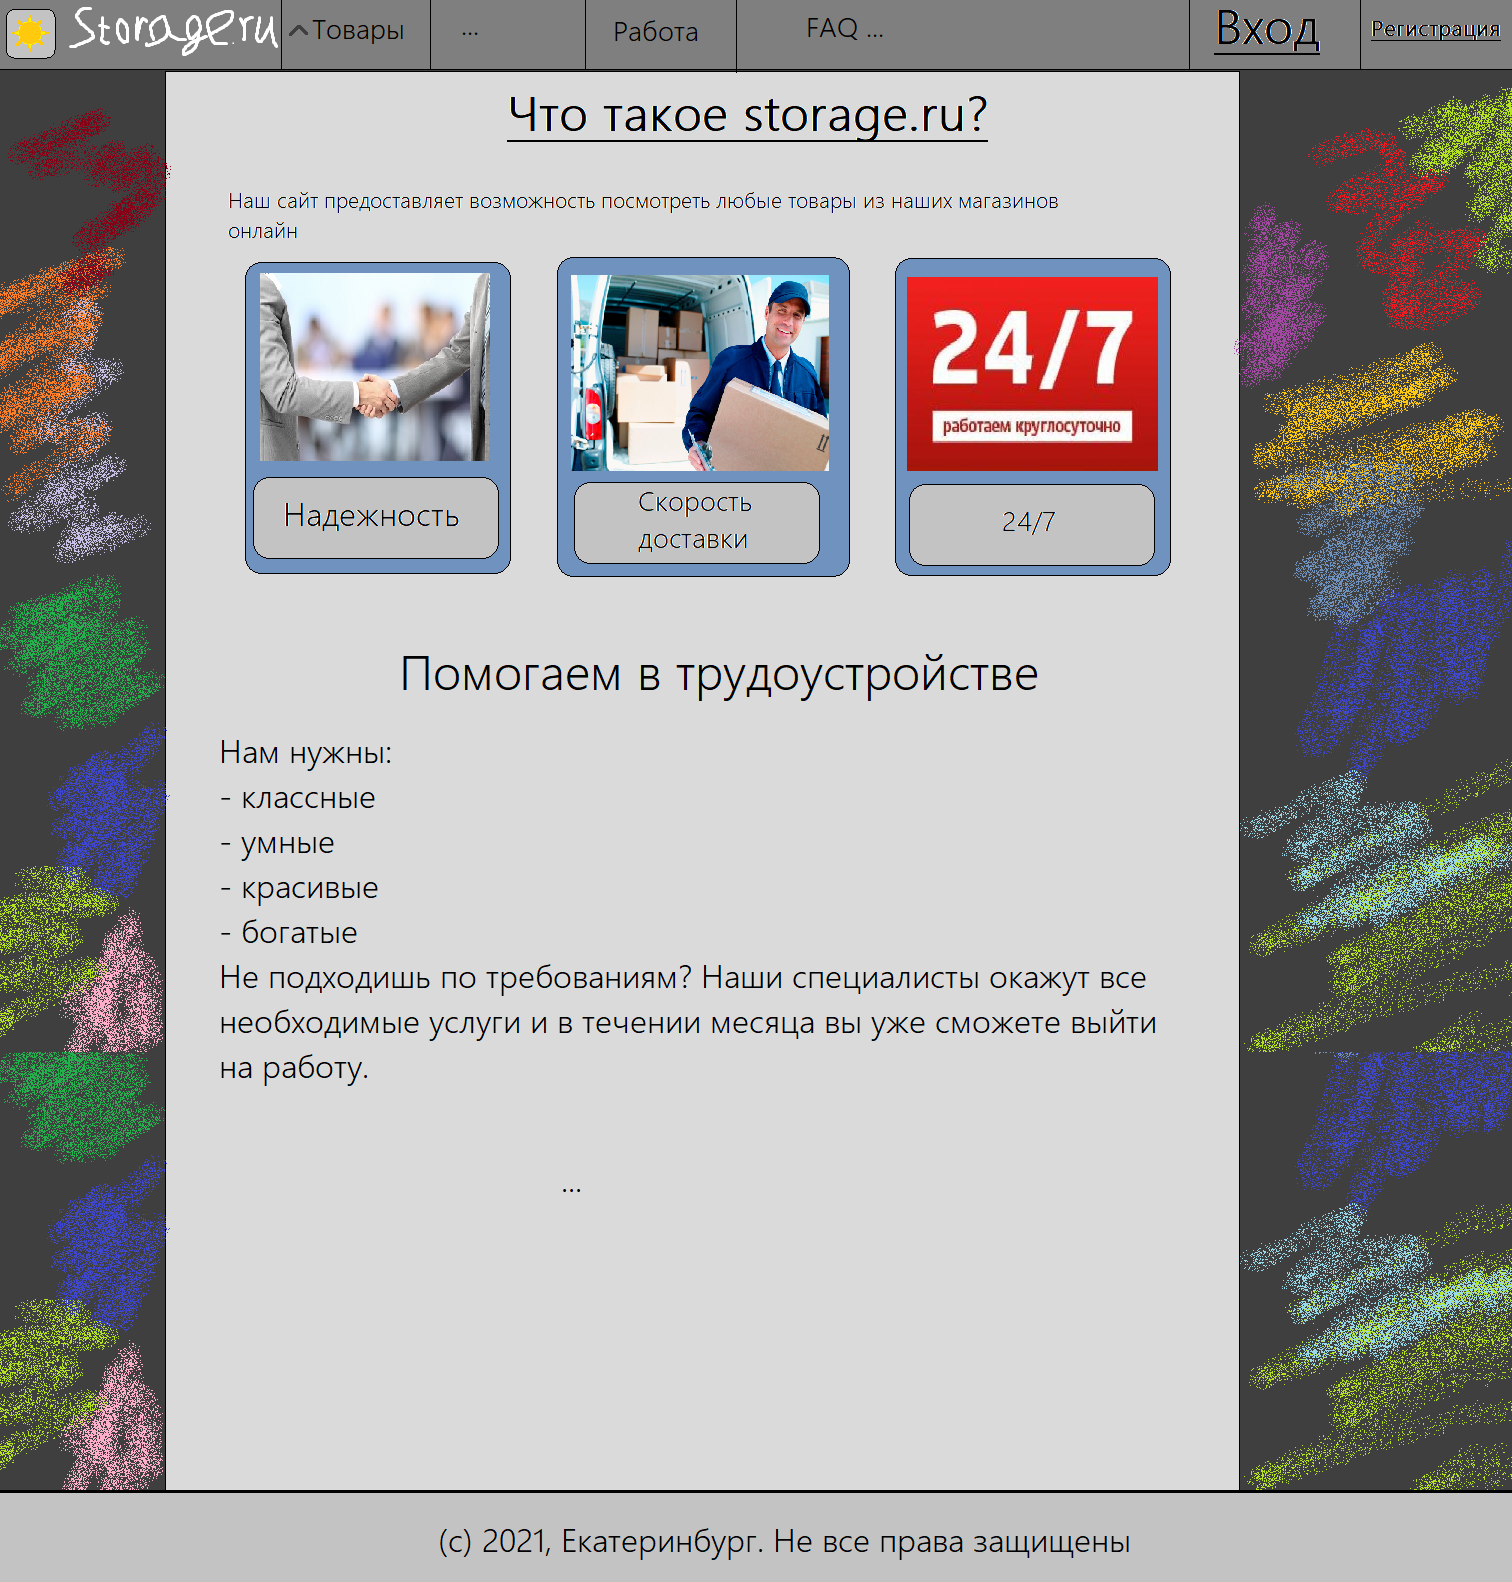 Storage.ru
Товары
...
Работа
FAQ ...
Вход
Регистрация
Что такое storage.ru?
Наш сайт предоставляет возможность посмотреть любые товары из наших магазинов
онлайн
24/7
работаем круглосуточно
Надежность
Скорость
доставки
24/7
Помогаем в трудоустройстве
Нам нужны:
- классные
- умные
- красивые
- богатые
Не подходишь по требованиям? Наши специалисты окажут все
необходимые услуги и в течении месяца вы уже сможете выйти
на работу.
...
(с) 2021, Екатеринбург. Не все права защищены